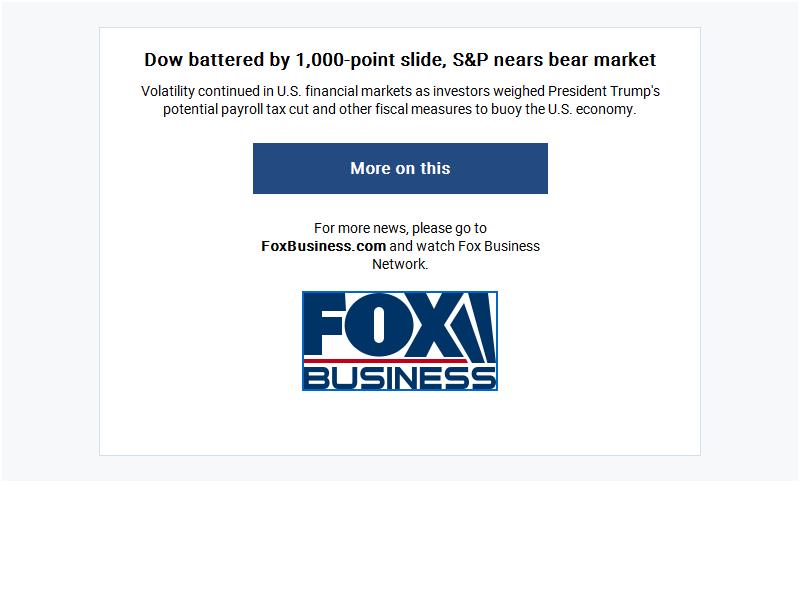 Dow battered by 1,000-point slide, S&P nears bear market
Volatility continued in U.S. financial markets as investors weighed President Trump's
potential payroll tax cut and other fiscal measures to buoy the U.S. economy.
More on this
For more news, please go to
FoxBusiness.com and watch Fox Business
Network.
FOX
BUSINESS